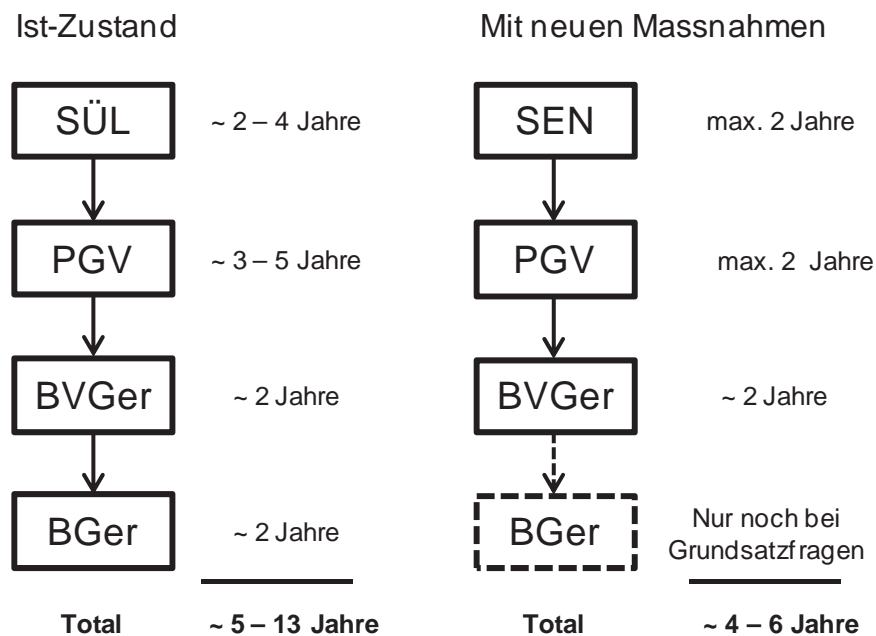 Ist-Zustand
Mit neuen Massnahmen
SÜL
~ 2 – 4 Jahre
SEN
max. 2 Jahre
PGV
~ 3 – 5 Jahre
PGV
max. 2 Jahre
BVGer
~ 2 Jahre
BVGer
~ 2 Jahre
BGer
~ 2 Jahre
BGer
Nur noch bei
Grundsatzfragen
Total
~ 5 – 13 Jahre
Total
~ 4 – 6 Jahre